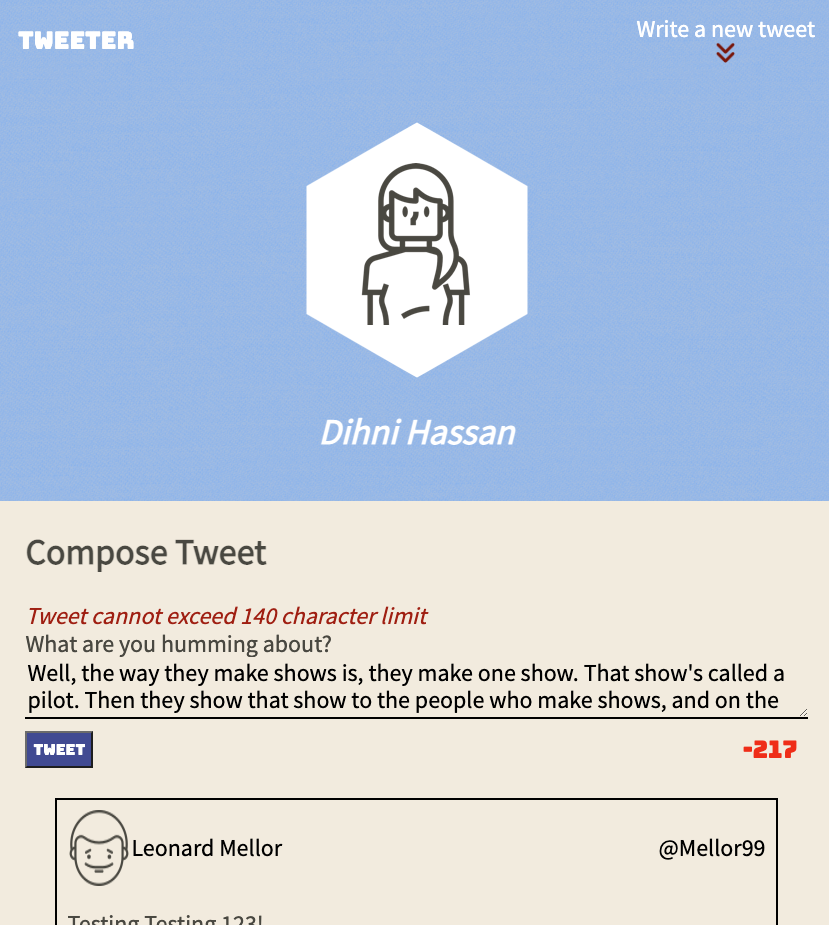 TWEETER
Write a new tweet
Dihni Hassan
Compose Tweet
Tweet cannot exceed 140 character limit
What are you humming about?
Well, the way they make shows is, they make one show. That show's called a
pilot. Then they show that show to the people who make shows, and on the
TWEET
-217
Leonard Mellor
@Mellor99
Testing Testing 123!